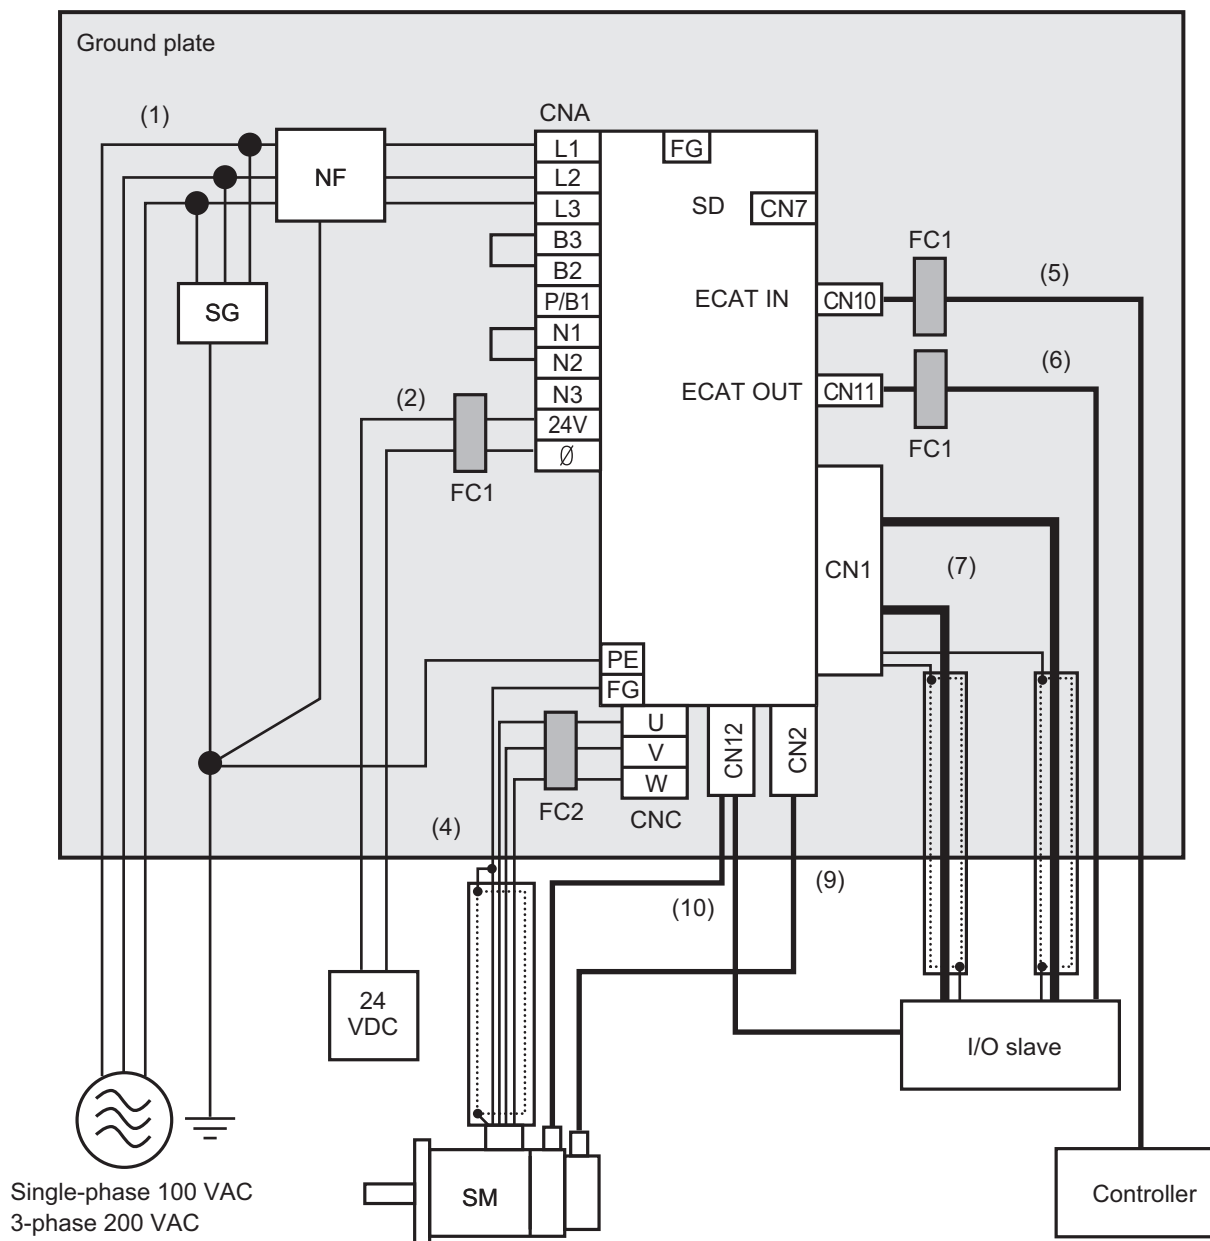 Ground plate
(1)
CNA
NF
L1
L2
L3
B3
B2
P/B1
N1
N2
N3
24V
Ø
FG
SD
CN7
FC1
(5)
ECAT IN
CN10
(6)
ECAT OUT
CN11
FC1
SG
(2)
FC1
CN1
(7)
PE
FG
U
V
W
CNC
FC2
CN12
CN2
(4)
(9)
(10)
24
VDC
I/O slave
Single-phase 100 VAC
3-phase 200 VAC
SM
Controller